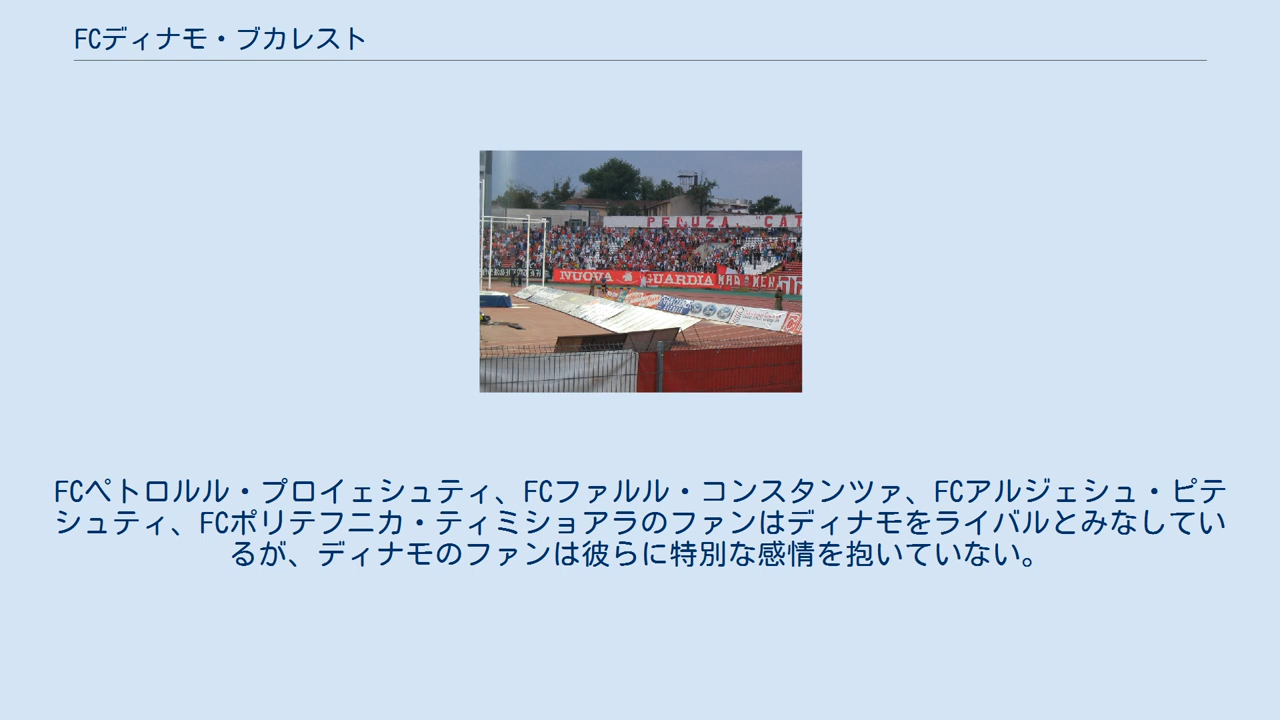 FCディナモ・ブカレスト
PELUZA "CAT
NUOVA GUARDIA
FCペトロルル・プロイェシュティ、FCファルル・コンスタンツァ、FCアルジェシュ・ピテ
シュティ、FCポリテフニカ・ティミショアラのファンはディナモをライバルとみなしてい
るが、ディナモのファンは彼らに特別な感情を抱いていない。